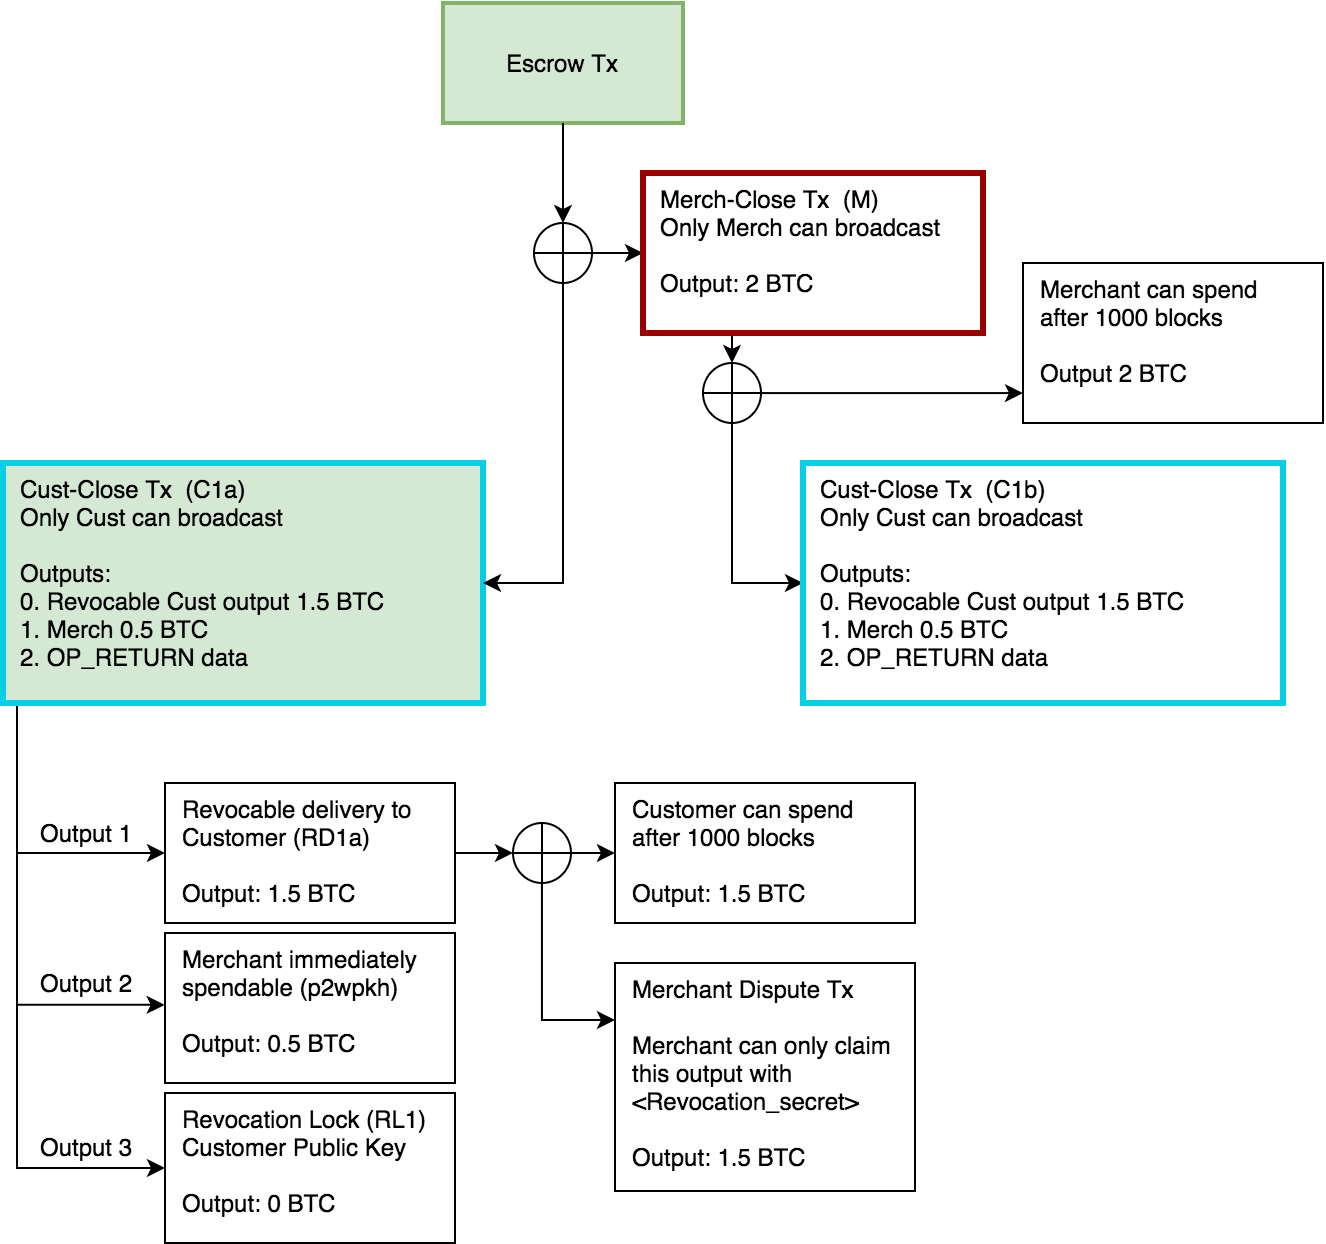 Escrow Tx
Merch-Close Tx (M)
Only Merch can broadcast
Output: 2 BTC
Merchant can spend
after 1000 blocks
Output 2 BTC
Cust-Close Tx (C1a)
Only Cust can broadcast
Outputs:
0. Revocable Cust output 1.5 BTC
1. Merch 0.5 BTC
2. OP_RETURN data
Cust-Close Tx (C1b)
Only Cust can broadcast
Outputs:
0. Revocable Cust output 1.5 BTC
1. Merch 0.5 BTC
2. OP_RETURN data
Output 1
Revocable delivery to
Customer (RD1a)
Output: 1.5 BTC
Customer can spend
after 1000 blocks
Output: 1.5 BTC
Output 2
Merchant immediately
spendable (p2wpkh)
Output: 0.5 BTC
Merchant Dispute Tx
Merchant can only claim
this output with
<Revocation_secret>
Output: 1.5 BTC
Output 3
Revocation Lock (RL1)
Customer Public Key
Output: 0 BTC